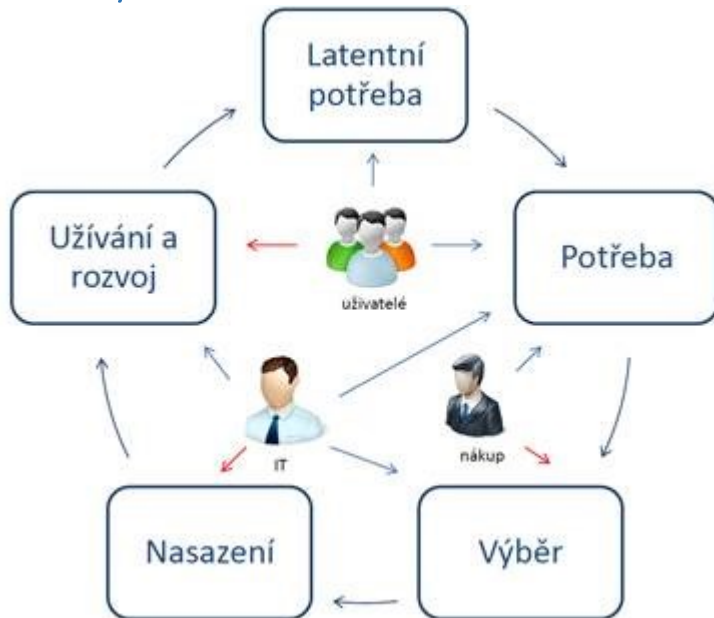 Latentní
potřeba
Užívání a
rozvoj
Potřeba
uživatelé
IT
nákup
Nasazení
Výběr